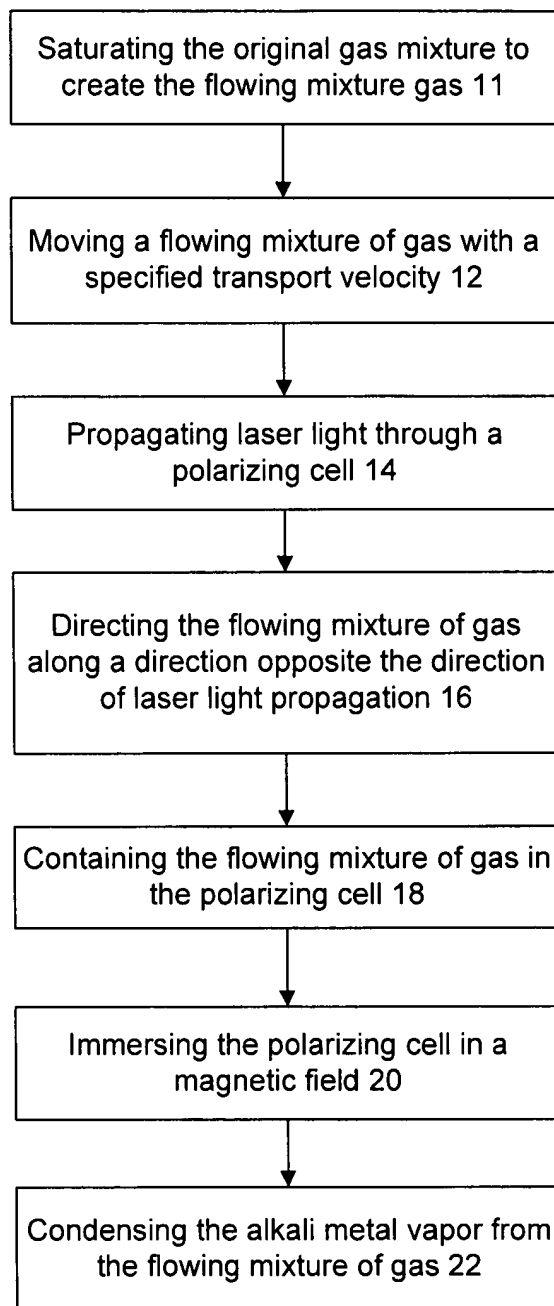 Saturating the original gas mixture to
create the flowing mixture gas 11
Moving a flowing mixture of gas with a
specified transport velocity 12
Propagating laser light through a
polarizing cell 14
Directing the flowing mixture of gas
along a direction opposite the direction
of laser light propagation 16
Containing the flowing mixture of gas in
the polarizing cell 18
Immersing the polarizing cell in a
magnetic field 20
Condensing the alkali metal vapor from
the flowing mixture of gas 22